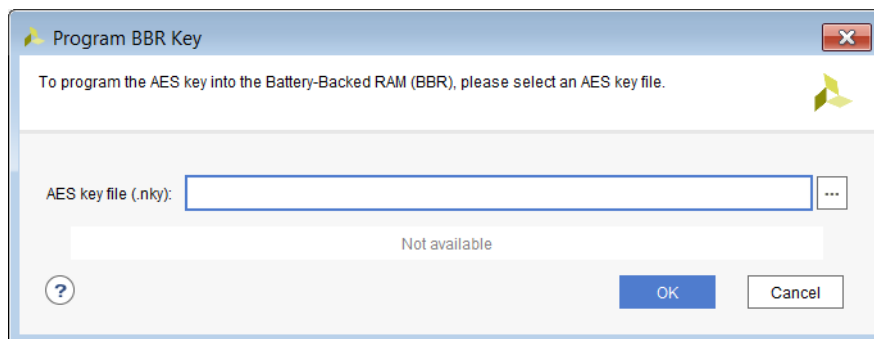 Program BBR Key
To program the AES key into the Battery-Backed RAM (BBR), please select an AES key file.
AES key file (.nky):
...
Not available
?
OK
Cancel